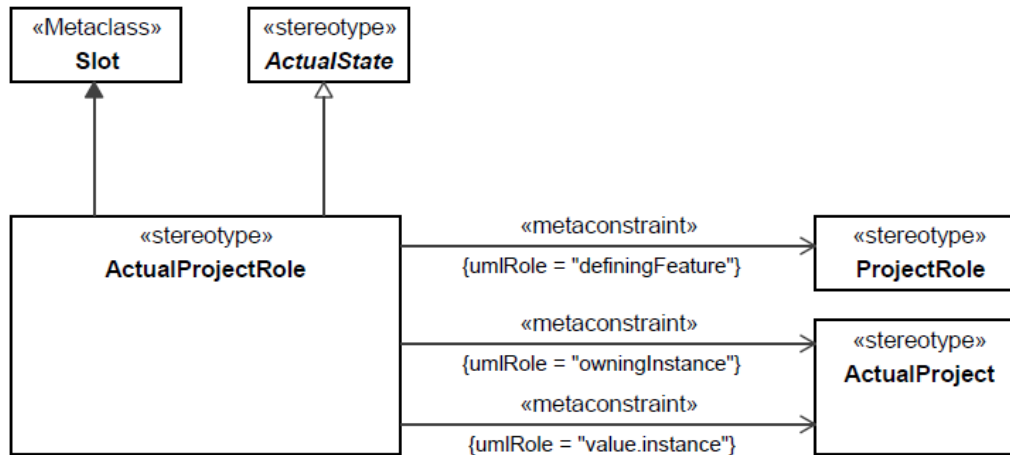 «Metaclass»
Slot
«stereotype»
ActualState
«stereotype»
ActualProjectRole
«metaconstraint»
{umlRole = "definingFeature"}
«stereotype»
ProjectRole
«metaconstraint»
{umlRole = "owningInstance"}
«metaconstraint»
{umlRole = "value.instance"}
«stereotype»
ActualProject